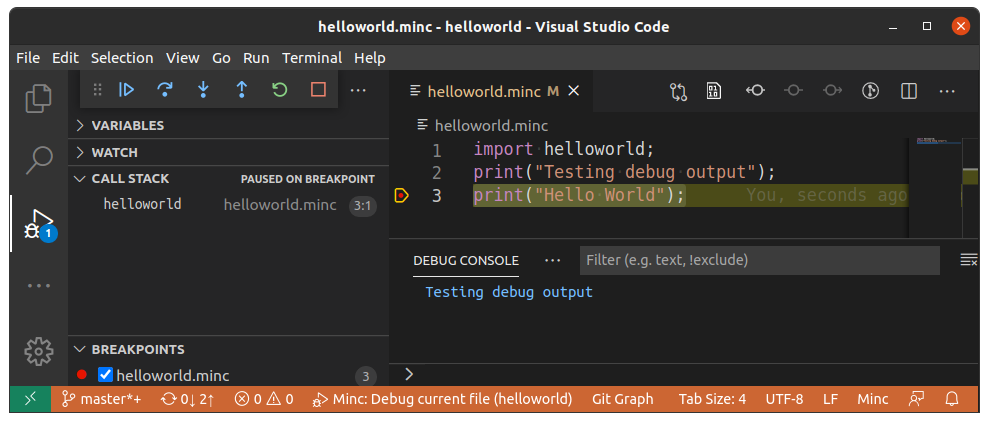 helloworld.minc - helloworld - Visual Studio Code
File Edit Selection View Go Run Terminal Help
helloworld.minc M
VARIABLES
WATCH
CALL STACK PAUSED ON BREAKPOINT
helloworld helloworld.minc 3:1
1
BREAKPOINTS
helloworld.minc 3
helloworld.minc
1 import·helloworld;
2 print("Testing·debug·output");
3 print("Hello·World"); You, seconds ago
DEBUG CONSOLE
Filter (e.g. text, !exclude)
Testing debug output
>
master*+ 0↓ 2↑ 0 0 Minc: Debug current file (helloworld) Git Graph Tab Size: 4 UTF-8 LF Minc